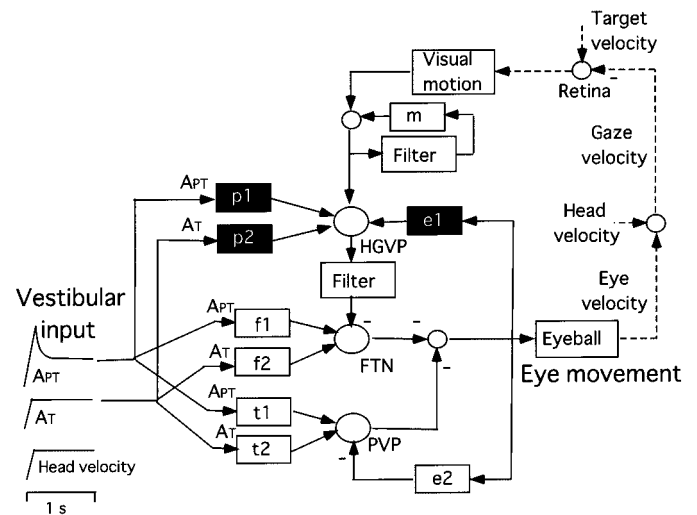 Target
velocity
Visual
motion
Retina
-
m
Filter
Gaze
velocity
APT
p1
AT
p2
e1
HGVP
Head
velocity
Filter
Eye
velocity
Vestibular
input
APT
f1
AT
f2
FTN
-
-
-
Eyeball
Eye movement
APT
AT
APT
t1
AT
t2
PVP
-
e2
Head velocity
1 s